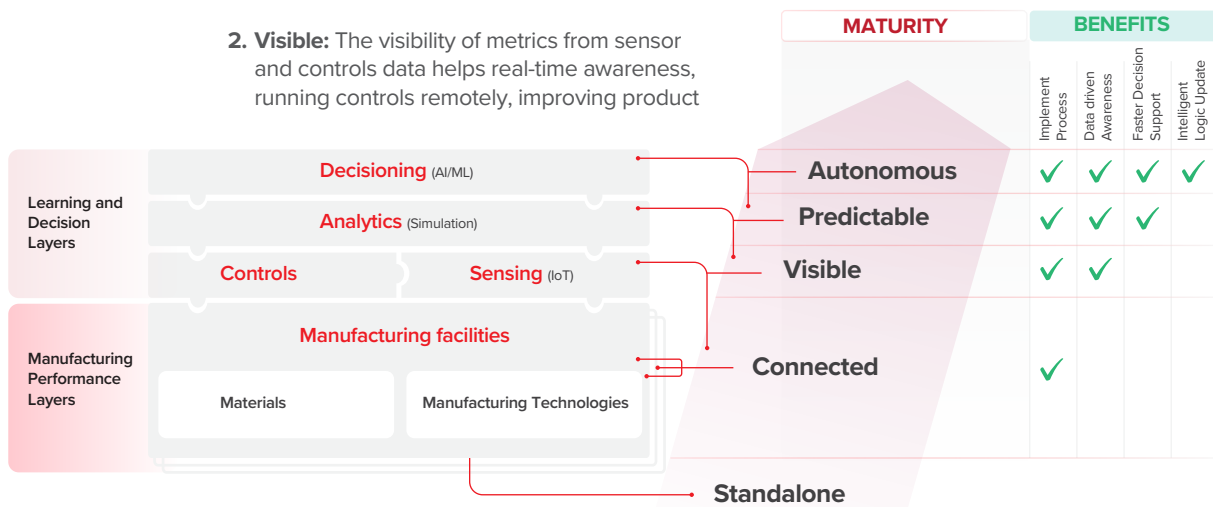 2. Visible: The visibility of metrics from sensor
and controls data helps real-time awareness,
running controls remotely, improving product
MATURITY
BENEFITS
Implement
Process
Data driven
Awareness
Faster Decision
Support
Intelligent
Logic Update
Learning and
Decision
Layers
Decisioning (AI/ML)
Autonomous
Analytics (Simulation)
Predictable
Controls
Sensing (IoT)
Visible
Manufacturing
Performance
Layers
Manufacturing facilities
Connected
Materials
Manufacturing Technologies
Standalone